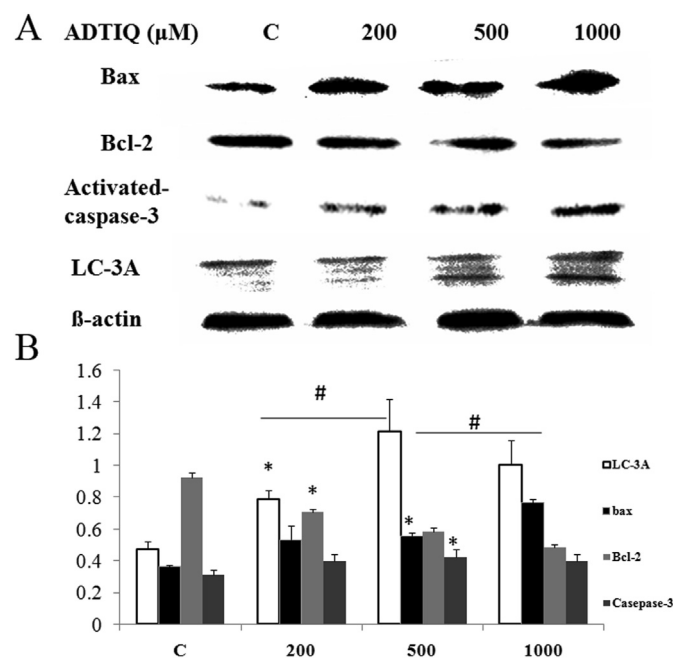 A ADTIQ (µM) C 200 500 1000
Bax
Bcl-2
Activated-
caspase-3
LC-3A
ß-actin
B
1.6
1.4
1.2
1
0.8
0.6
0.4
0.2
0
# #
* * * *
C 200 500 1000
LC-3A
bax
Bcl-2
Casepase-3